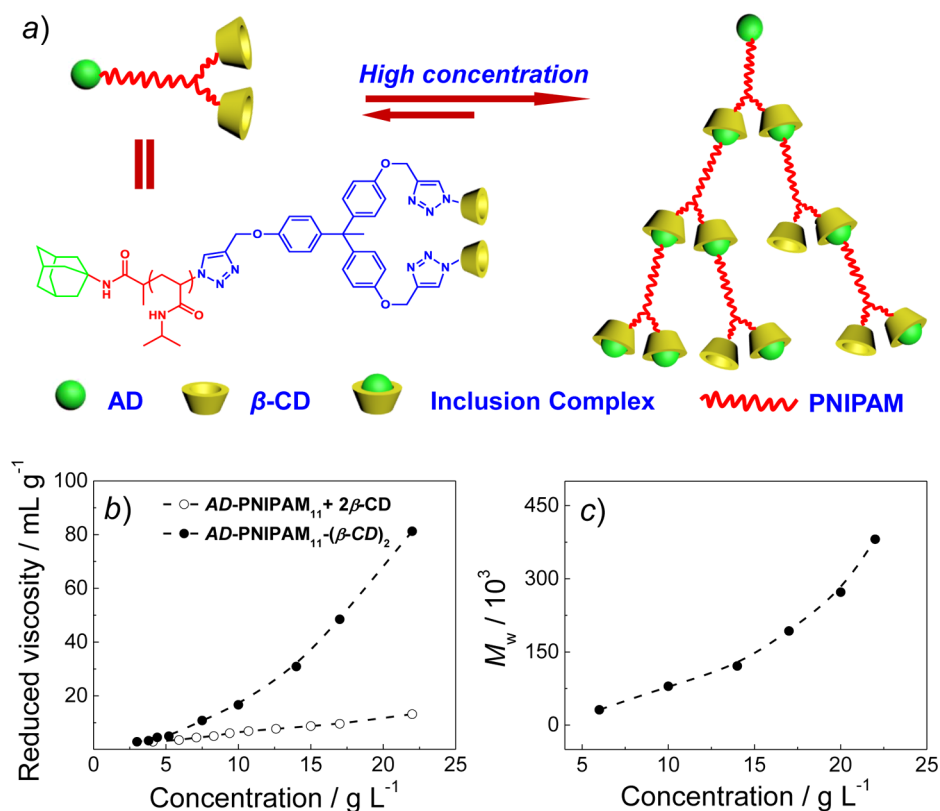 a)
High concentration
O
N
N=N
O
O
N
N=N
O
N
N=N
O
NH
HN
O
AD
β-CD
Inclusion Complex
PNIPAM
b)
AD-PNIPAM₁₁+ 2β-CD
AD-PNIPAM₁₁-(β-CD)₂
Reduced viscosity / mL g⁻¹
100
80
60
40
20
0 5 10 15 20 25
Concentration / g L⁻¹
c)
Mw / 10³
450
300
150
0
5 10 15 20 25
Concentration / g L⁻¹